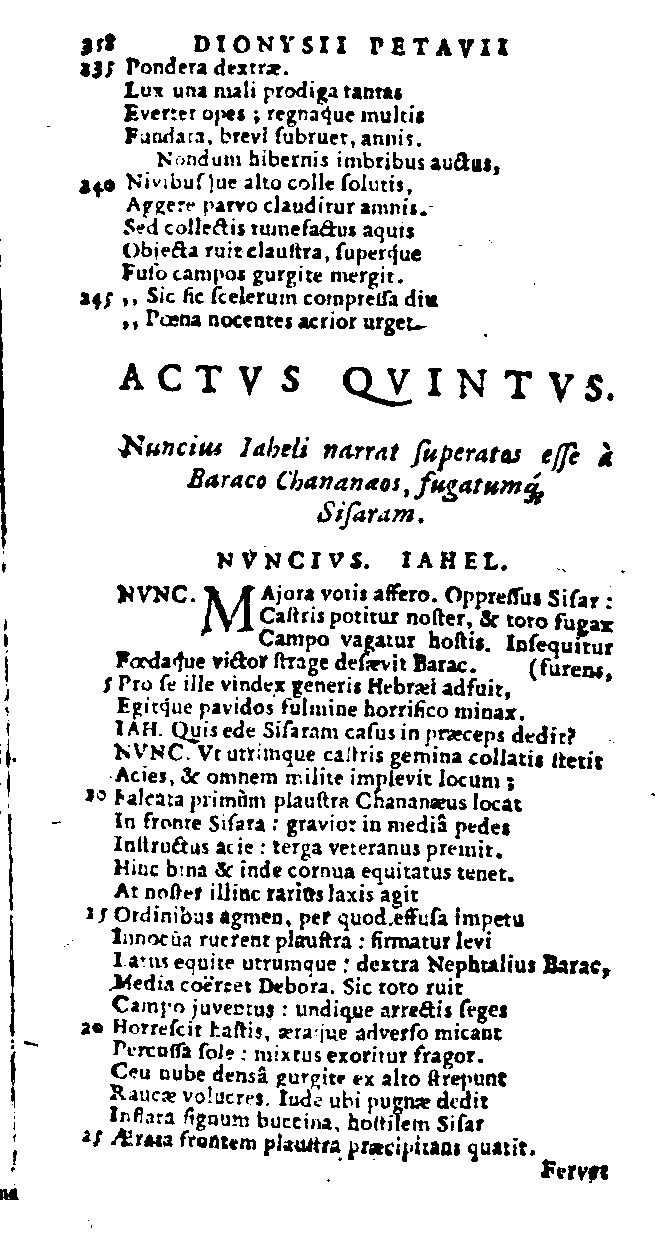 358 DIONYSII PETAVII
235 Pondera dextræ.
Lux una mali prodiga tantas
Evertet opes ; regnaque multis
Fundata, brevi ſubruet, annis.
Nondum hibernis imbribus auctus,
240 Nivibuſque alto colle ſolutis,
Aggere parvo clauditur amnis.
Sed collectis tumefactus aquis
Objecta ruit clauſtra, ſuperque
Fuſo campos gurgite mergit.
245 ,, Sic ſic ſcelerum compreſſa diu
,, Pœna nocentes acrior urget.
ACTVS QVINTVS.
Nuncius Iaheli narrat ſuperatos eſſe à
Baraco Chananæos, fugatumq́;
Siſaram.
NVNCIVS. IAHEL.
NVNC. MAjora votis affero. Oppreſſus Siſar :
Caſtris potitur noſter, & toto fugax
Campo vagatur hoſtis. Inſequitur
Fœdaque victor ſtrage deſævit Barac. (furens,
5 Pro ſe ille vindex generis Hebræi adfuit,
Egitque pavidos fulmine horrifico minax.
IAH. Quis ede Siſaram caſus in præceps dedit?
NVNC. Vt utrimque caſtris gemina collatis ſtetit
Acies, & omnem milite implevit locum ;
10 Falcata primùm plauſtra Chananæus locat
In fronte Siſara : gravior in mediâ pedes
Inſtructus acie : terga veteranus premit.
Hinc bina & inde cornua equitatus tenet.
At noſter illinc rarius laxis agit
15 Ordinibus agmen, per quod effuſa impetu
Innocua ruerent plauſtra : firmatur levi
Latus equite utrumque : dextra Nephtalius Barac,
Media coërcet Debora. Sic toto ruit
Campo juventus : undique arrectis ſeges
20 Horreſcit haſtis, æraque adverſo micant
Percuſſa ſole : mixtus exoritur fragor.
Ceu nube densâ gurgite ex alto ſtrepunt
Raucæ volucres. Inde ubi pugnæ dedit
Inflata ſignum buccina, hoſtilem Siſar
25 Ærata frontem plauſtra præcipitans quatit.
Fervet